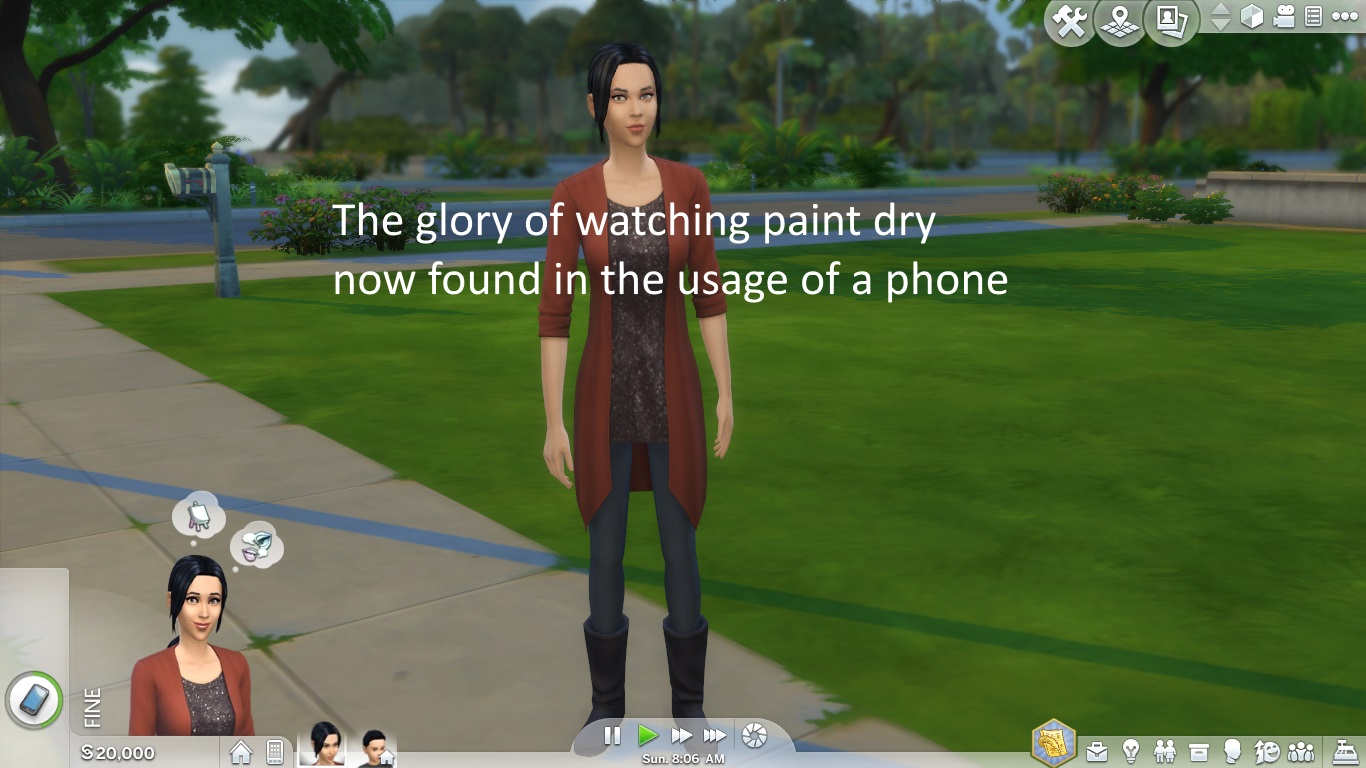 The glory of watching paint dry
now found in the usage of a phone
FINE
§20,000
Sun. 8:06 AM